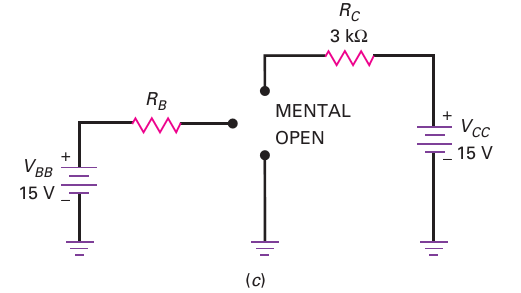 R_C
3 kΩ
R_B
MENTAL
OPEN
+
V_CC
15 V
−
V_BB
+
15 V
−
(c)